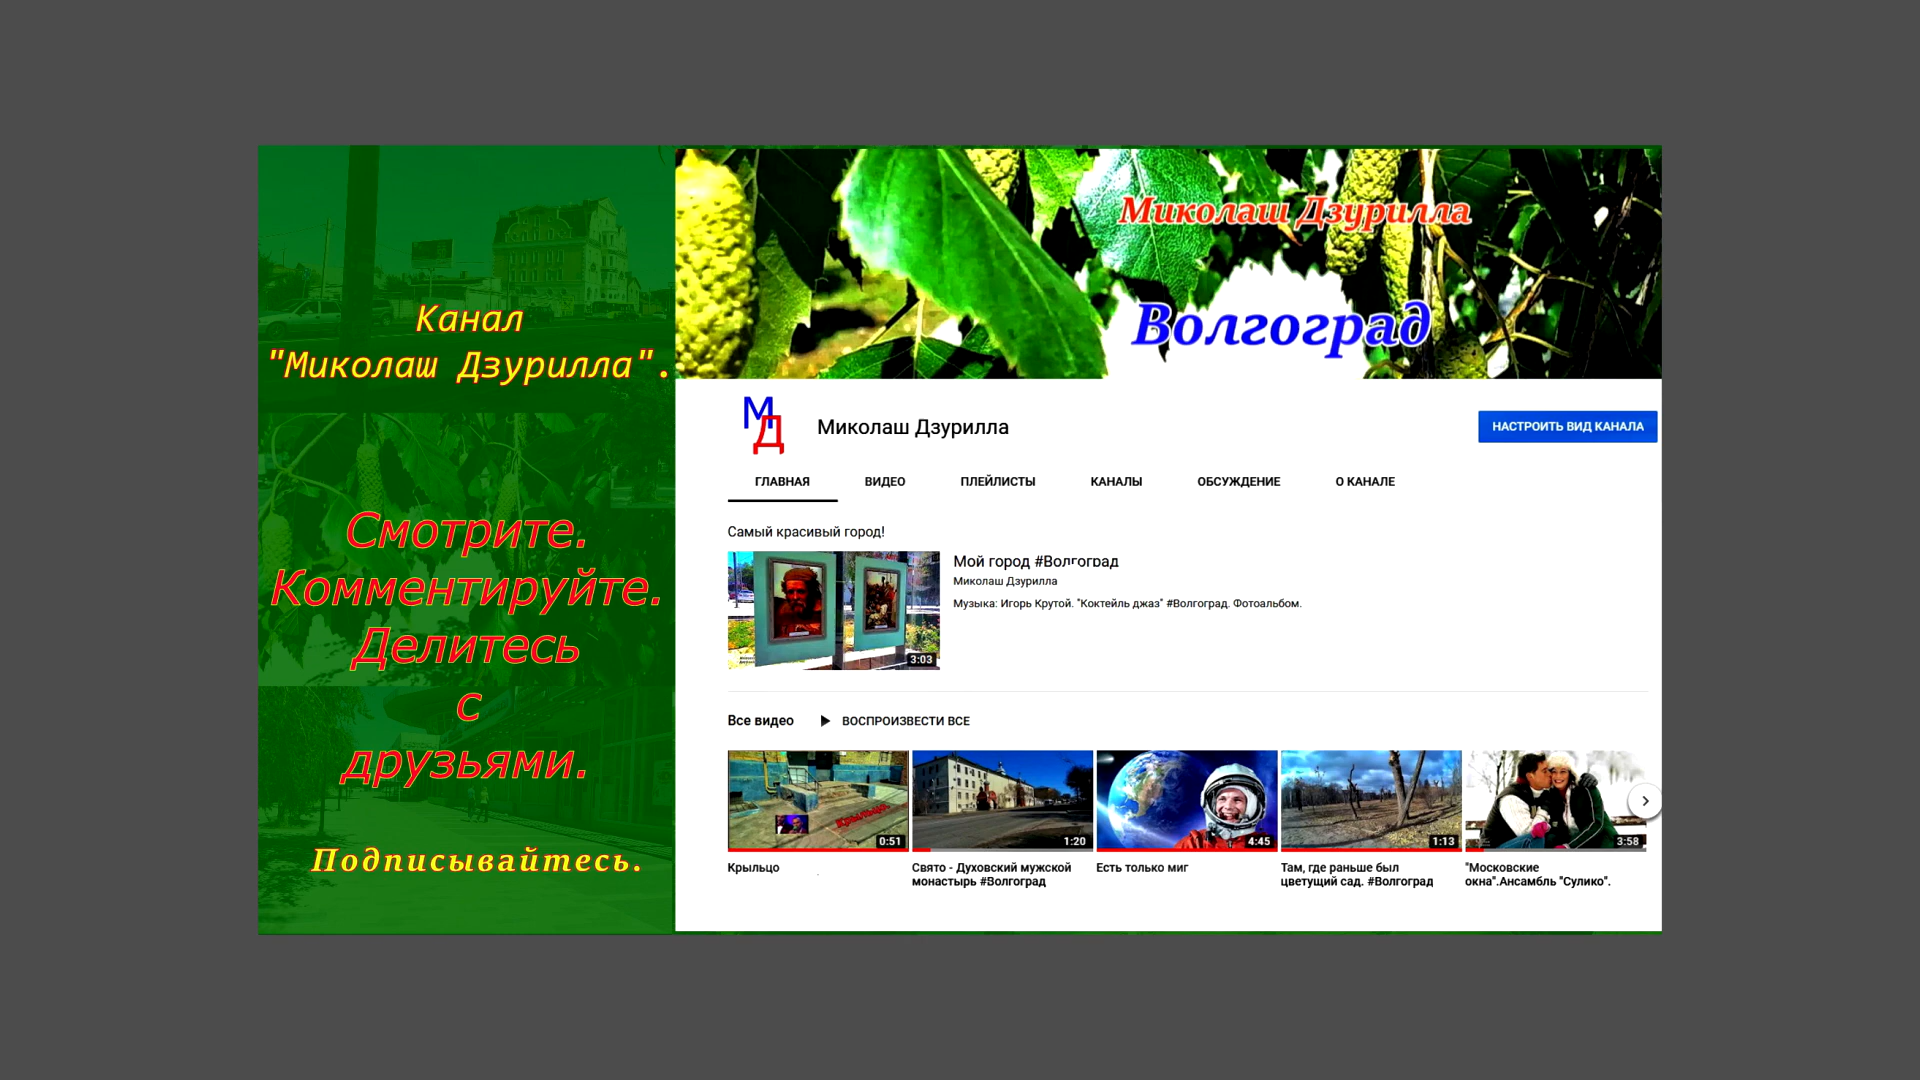 Канал
"Миколаш Дзурилла".
Смотрите.
Комментируйте.
Делитесь
с
друзьями.
Подписывайтесь.
Миколаш Дзурилла
Волгоград
МД
Миколаш Дзурилла
НАСТРОИТЬ ВИД КАНАЛА
ГЛАВНАЯ ВИДЕО ПЛЕЙЛИСТЫ КАНАЛЫ ОБСУЖДЕНИЕ О КАНАЛЕ
Самый красивый город!
3:03
Мой город #Волгоград
Миколаш Дзурилла
Музыка: Игорь Крутой. "Коктейль джаз" #Волгоград. Фотоальбом.
Все видео ВОСПРОИЗВЕСТИ ВСЕ
Крыльцо
0:51 1:20 4:45 1:13 3:58
Крыльцо
Свято - Духовский мужской
монастырь #Волгоград
Есть только миг
Там, где раньше был
цветущий сад. #Волгоград
"Московские
окна".Ансамбль "Сулико".